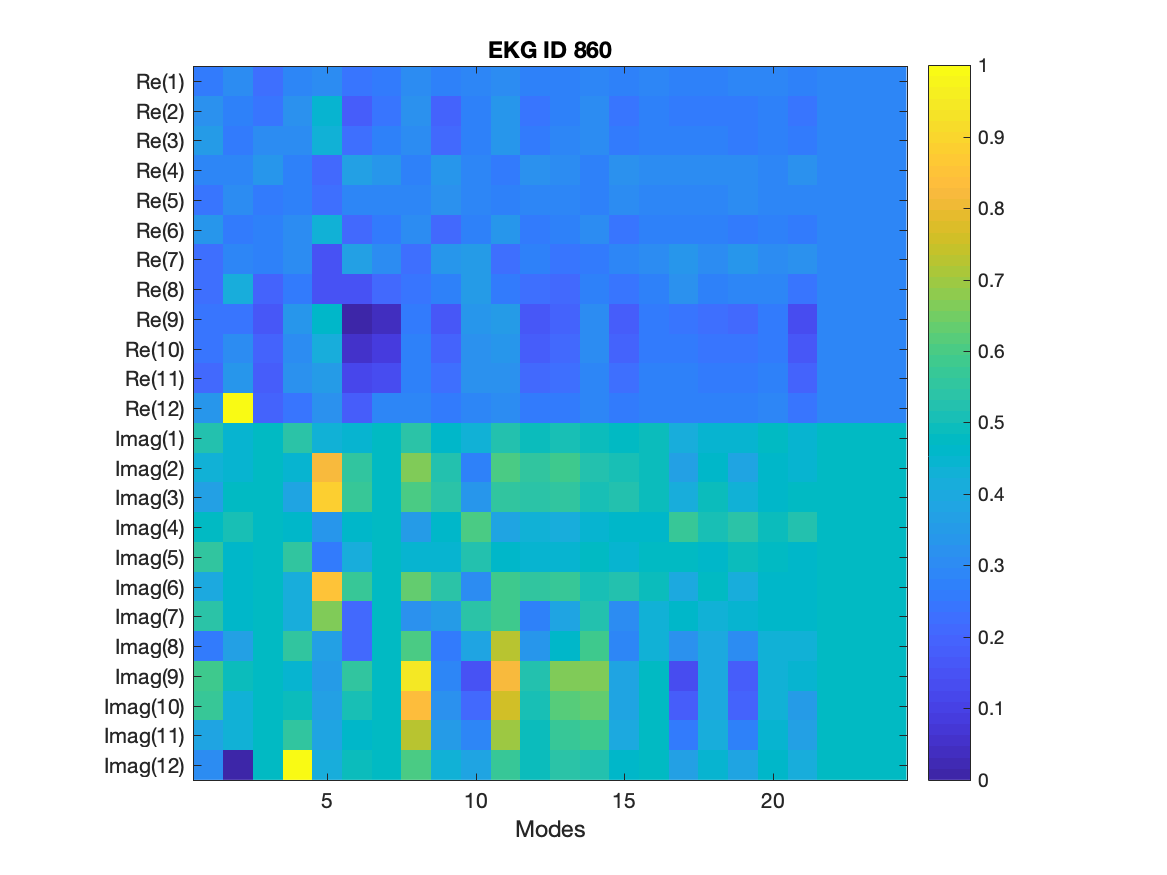 EKG ID 860
Re(1)
Re(2)
Re(3)
Re(4)
Re(5)
Re(6)
Re(7)
Re(8)
Re(9)
Re(10)
Re(11)
Re(12)
Imag(1)
Imag(2)
Imag(3)
Imag(4)
Imag(5)
Imag(6)
Imag(7)
Imag(8)
Imag(9)
Imag(10)
Imag(11)
Imag(12)
5 10 15 20
Modes
1
0.9
0.8
0.7
0.6
0.5
0.4
0.3
0.2
0.1
0